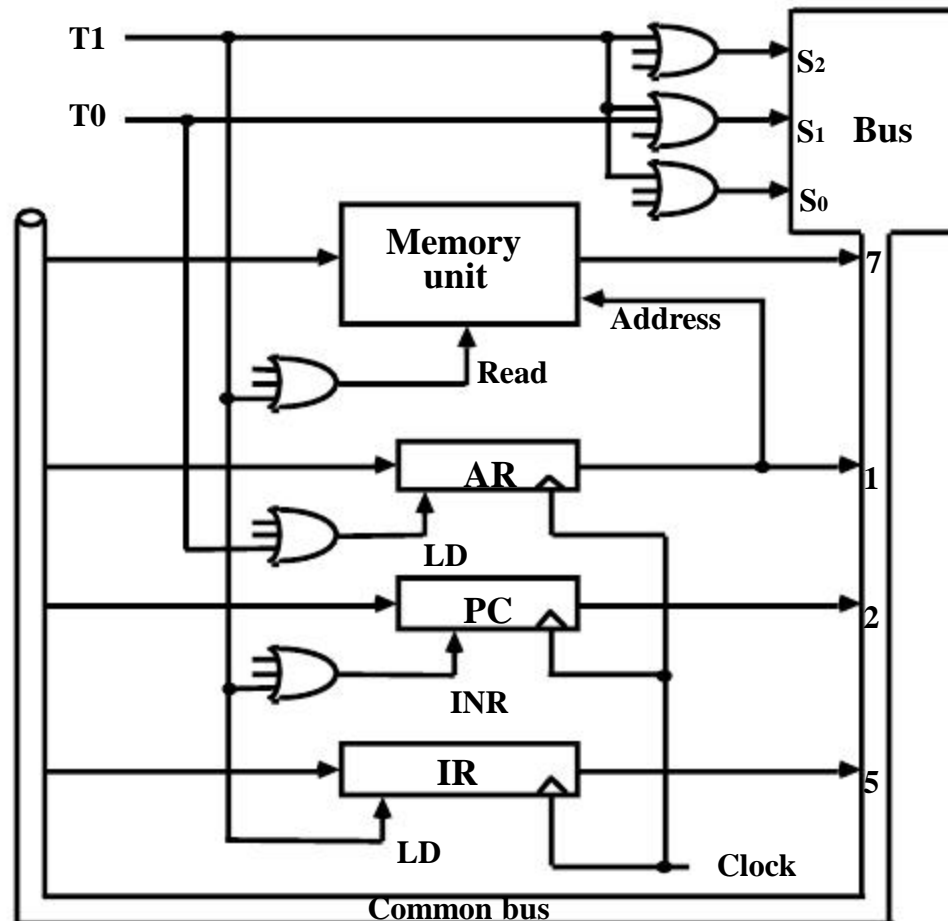 T1
S2
T0
S1
Bus
S0
Memory
unit
7
Address
Read
AR
1
LD
PC
2
INR
IR
5
LD
Clock
Common bus